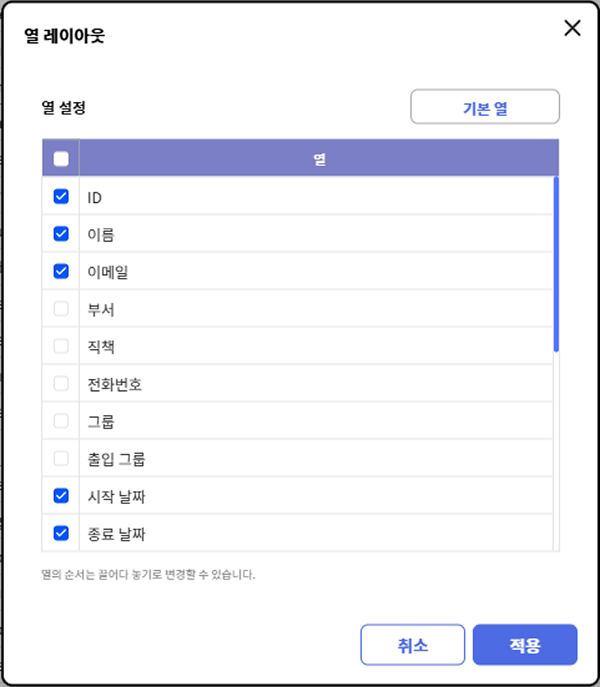 열 레이아웃
열 설정
기본 열
열
ID
이름
이메일
부서
직책
전화번호
그룹
출입 그룹
시작 날짜
종료 날짜
열의 순서는 끌어다 놓기로 변경할 수 있습니다.
취소
적용